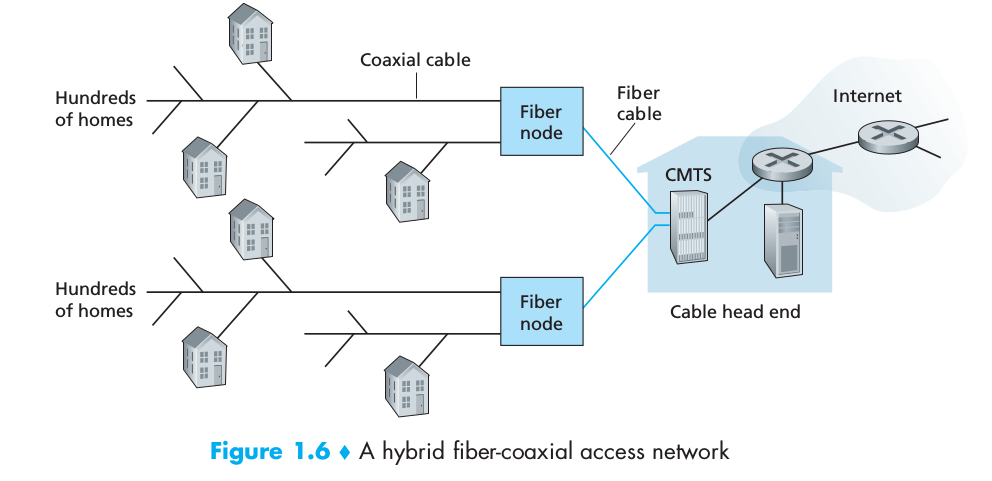 Coaxial cable
Hundreds
of homes
Fiber
node
Fiber
cable
Internet
CMTS
Hundreds
of homes
Fiber
node
Cable head end
Figure 1.6 ♦ A hybrid fiber-coaxial access network